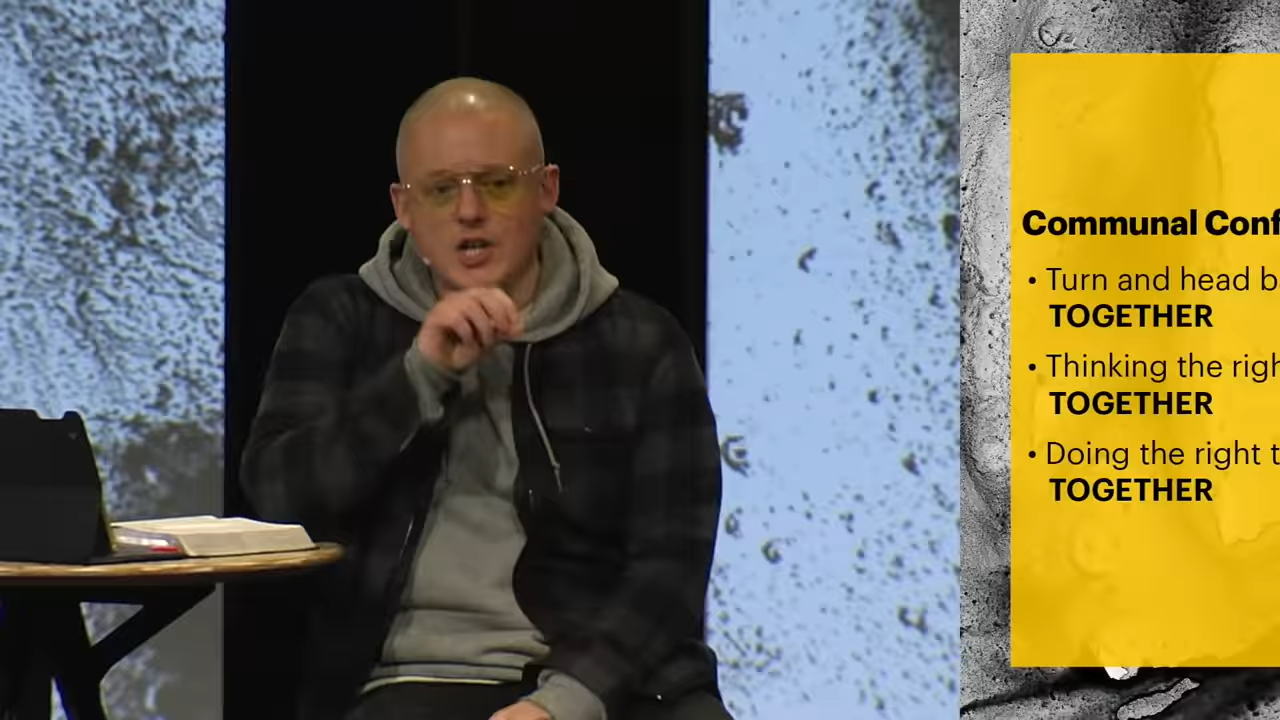 Communal Conf
• Turn and head b
TOGETHER
• Thinking the righ
TOGETHER
• Doing the right t
TOGETHER